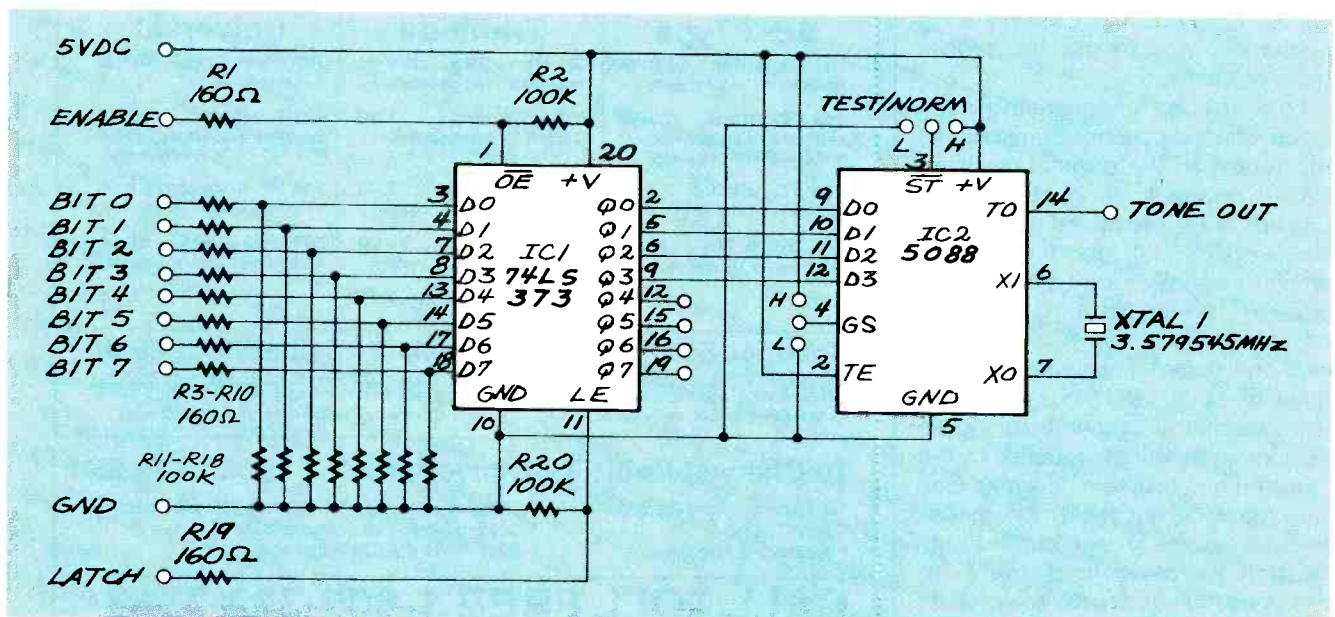 5VDC
R1
160Ω
R2
100K
ENABLE
TEST/NORM
L
H
1
20
3
OE +V
ST +V
BIT 0
BIT 1
BIT 2
BIT 3
BIT 4
BIT 5
BIT 6
BIT 7
3
4
7
8
13
14
17
18
D0
D1
D2
D3
D4
D5
D6
D7
IC1
74LS
373
Q0
Q1
Q2
Q3
Q4
Q5
Q6
Q7
2
5
6
9
12
15
16
19
GND
LE
10
11
9
10
11
12
D0
D1
D2
D3
IC2
5088
TO
14
TONE OUT
XI
6
H
4
GS
L
2
TE
XTAL 1
3.579545MHz
XO
7
GND
5
R3-R10
160Ω
R11-R18
100K
R20
100K
GND
R19
160Ω
LATCH